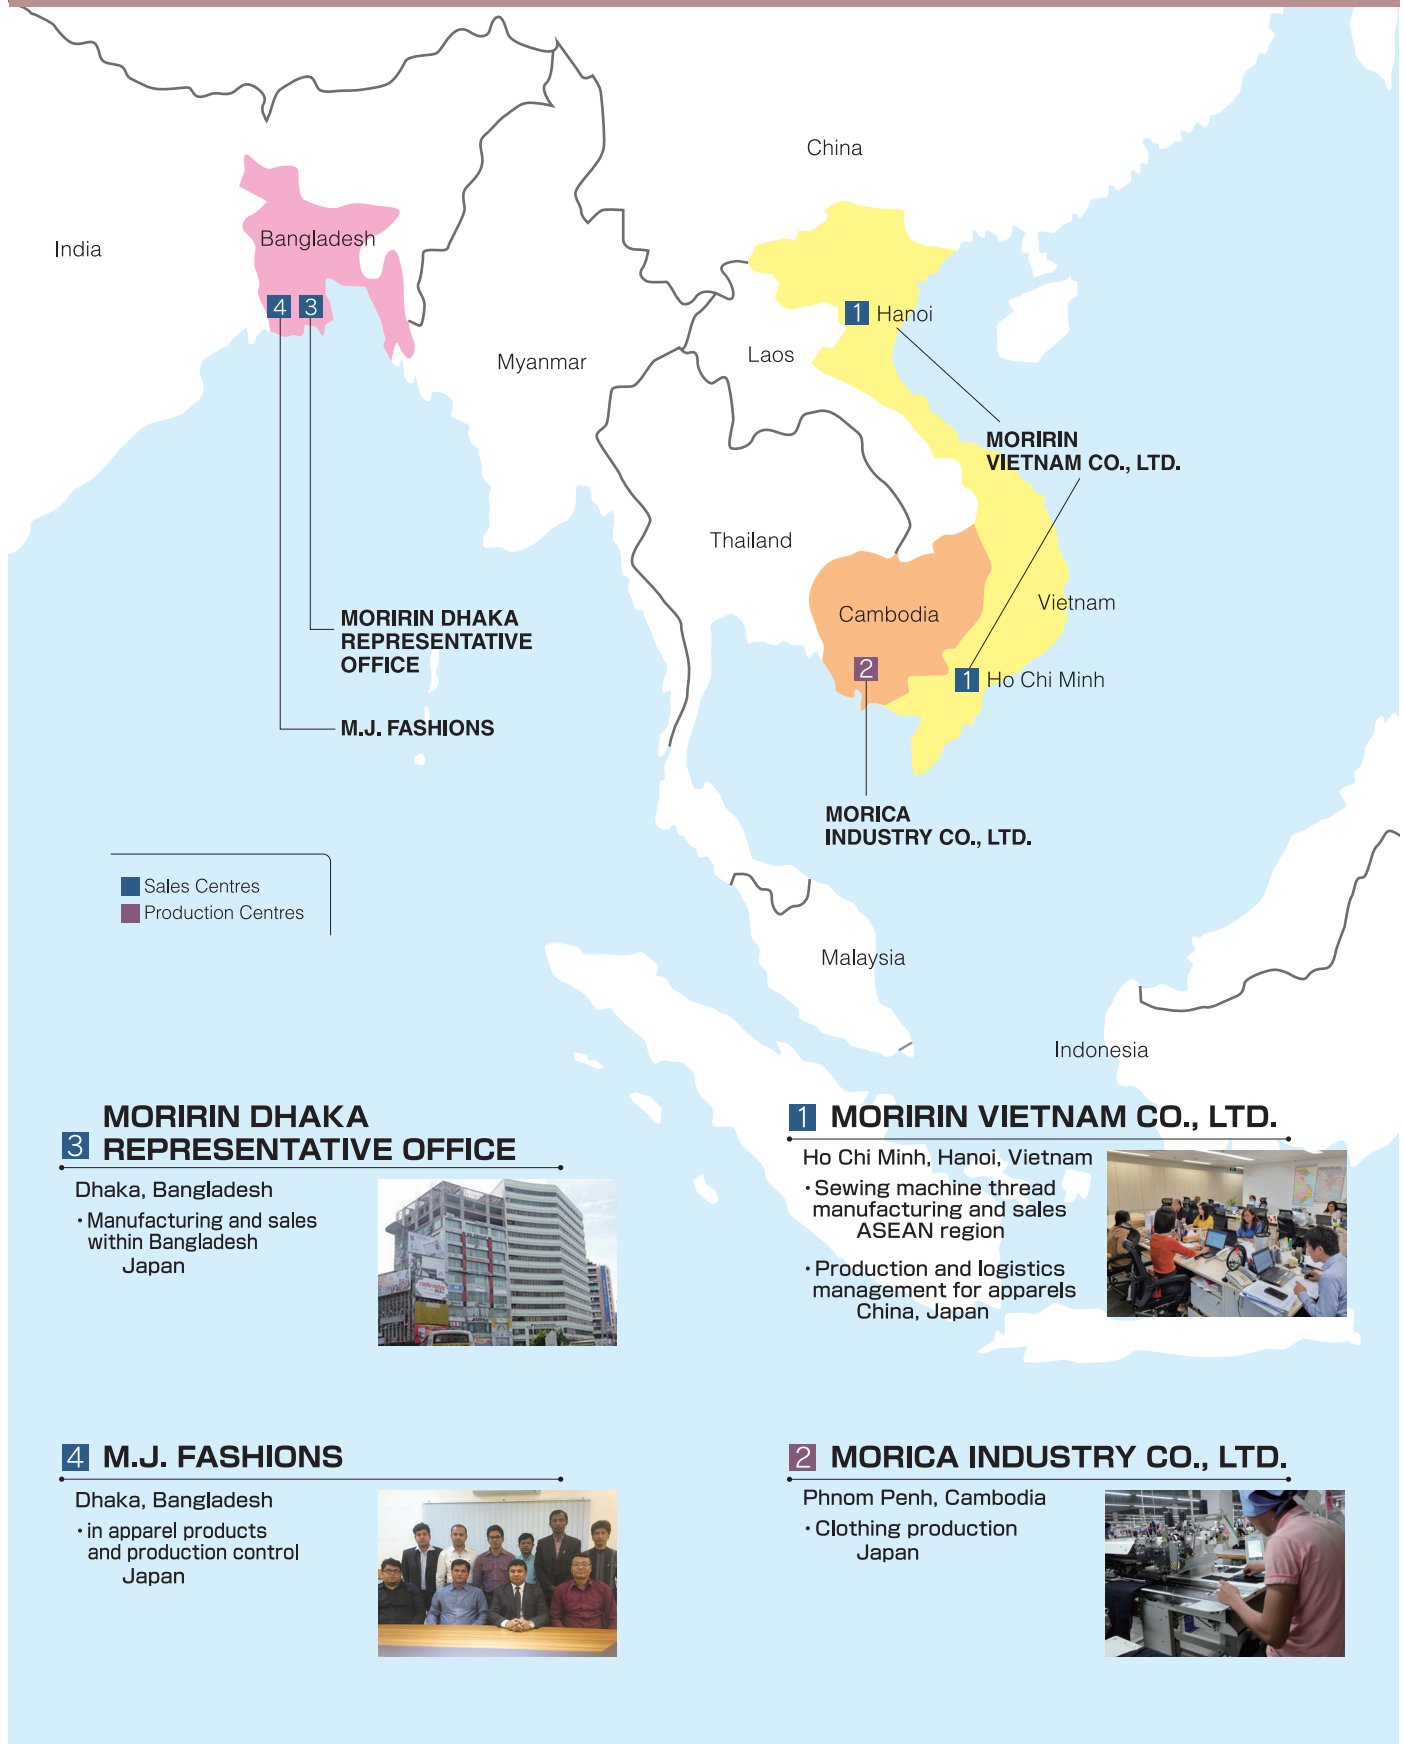 China
India
Bangladesh
4
3
1
Hanoi
Myanmar
Laos
MORIRIN
VIETNAM CO., LTD.
Thailand
Cambodia
Vietnam
MORIRIN DHAKA
REPRESENTATIVE
OFFICE
2
1
Ho Chi Minh
M.J. FASHIONS
MORICA
INDUSTRY CO., LTD.
Sales Centres
Production Centres
Malaysia
Indonesia
3
MORIRIN DHAKA
REPRESENTATIVE OFFICE
Dhaka, Bangladesh
・Manufacturing and sales
within Bangladesh
Japan
1 MORIRIN VIETNAM CO., LTD.
Ho Chi Minh, Hanoi, Vietnam
・Sewing machine thread
manufacturing and sales
ASEAN region
・Production and logistics
management for apparels
China, Japan
4 M.J. FASHIONS
Dhaka, Bangladesh
・in apparel products
and production control
Japan
2 MORICA INDUSTRY CO., LTD.
Phnom Penh, Cambodia
・Clothing production
Japan